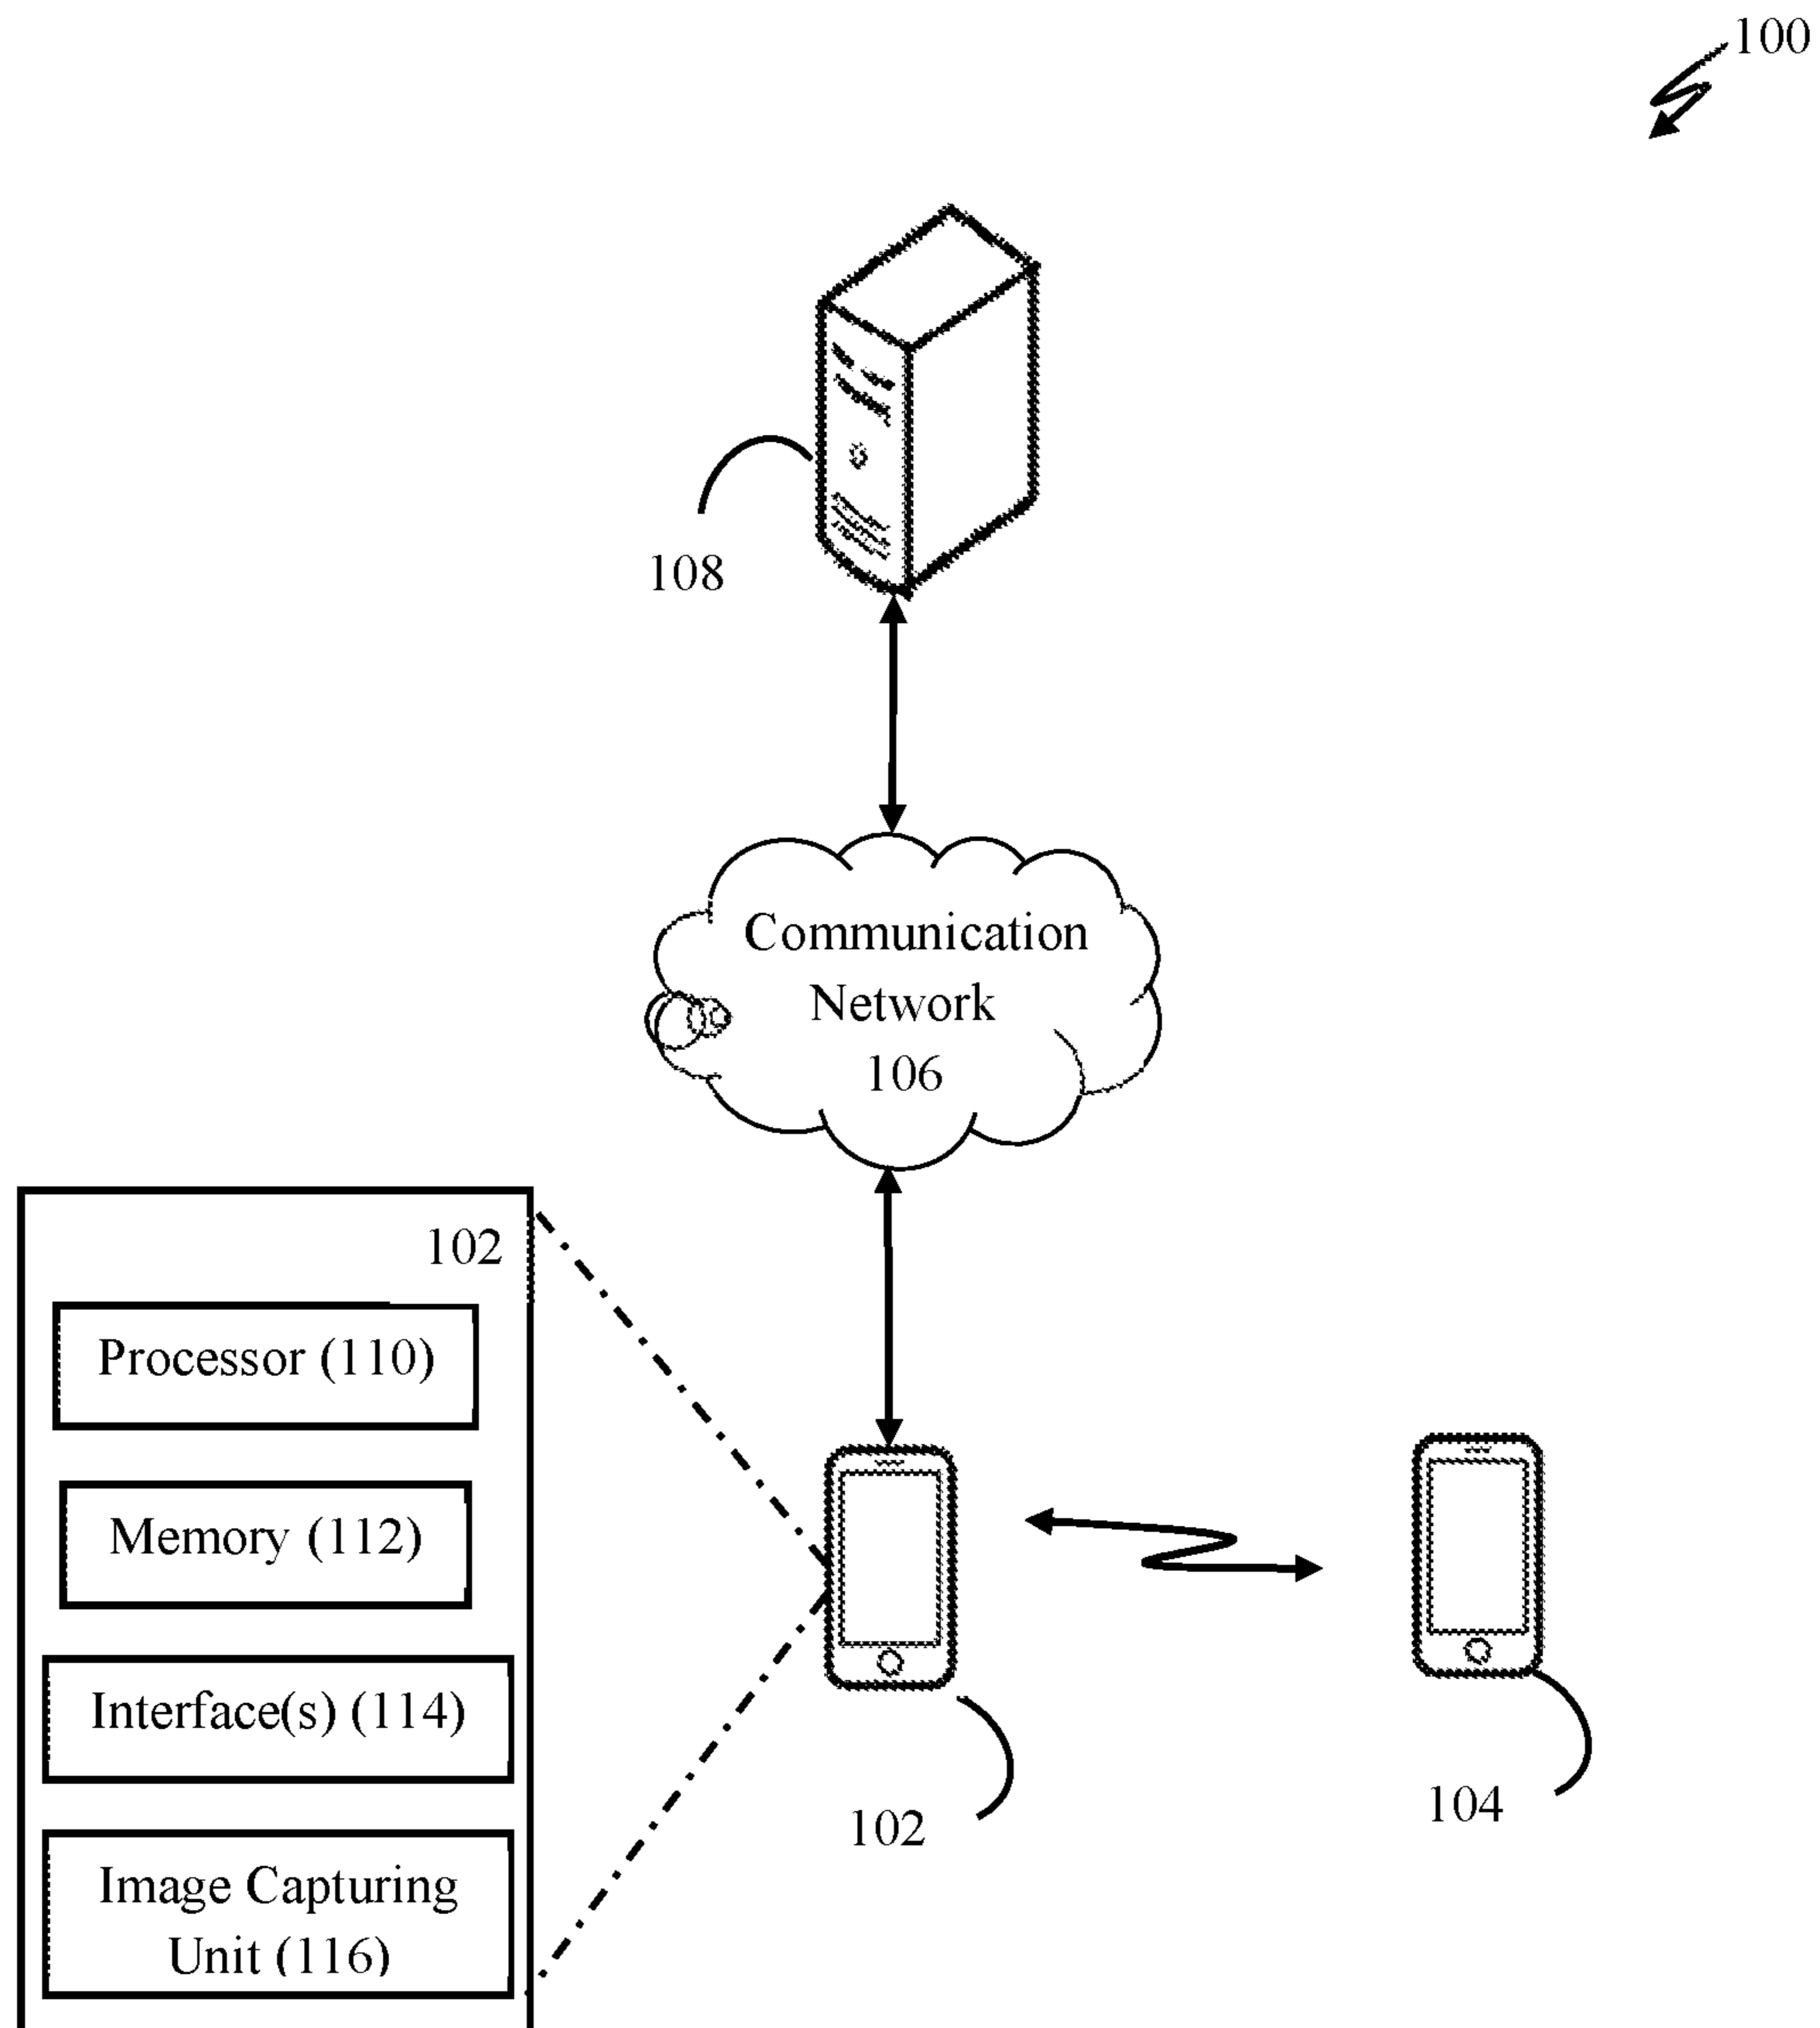 100
108
Communication
Network
106
102
Processor (110)
Memory (112)
Interface(s) (114)
Image Capturing
Unit (116)
102
104